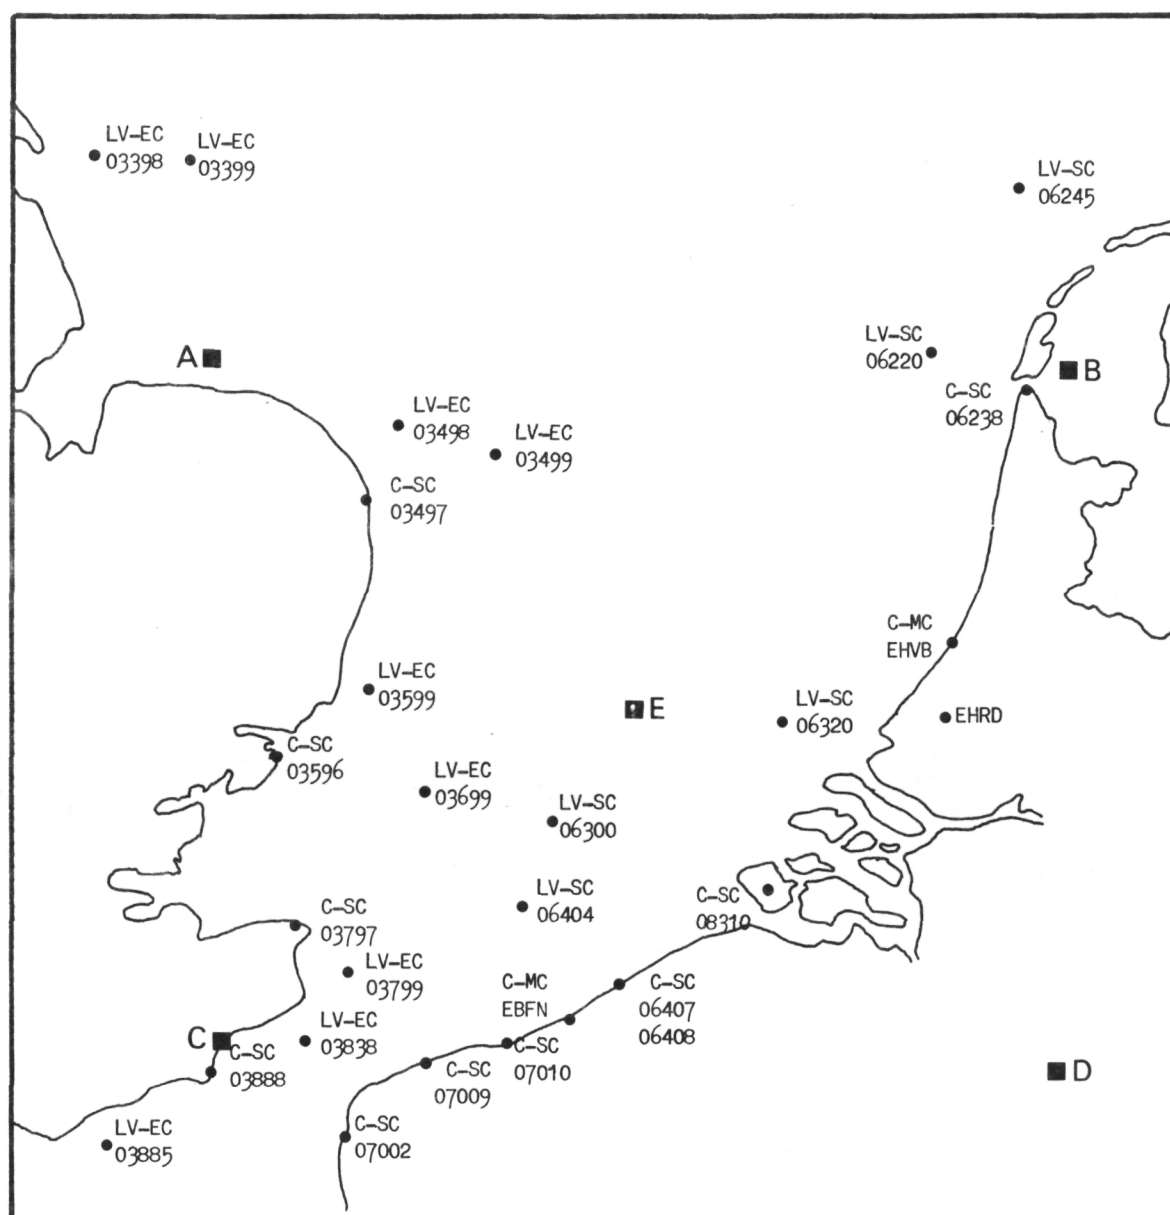 LV-EC
03398
LV-EC
03399
LV-SC
06245
A
LV-SC
06220
B
C-SC
06238
LV-EC
03498
LV-EC
03499
C-SC
03497
C-MC
EHVB
LV-EC
03599
E
LV-SC
06320
EHRD
C-SC
03596
LV-EC
03699
LV-SC
06300
LV-SC
06404
C-SC
08310
C-SC
03797
LV-EC
03799
C-MC
EBFN
C-SC
06407
06408
C
LV-EC
03838
C-SC
03888
C-SC
07010
C-SC
07009
D
LV-EC
03885
C-SC
07002